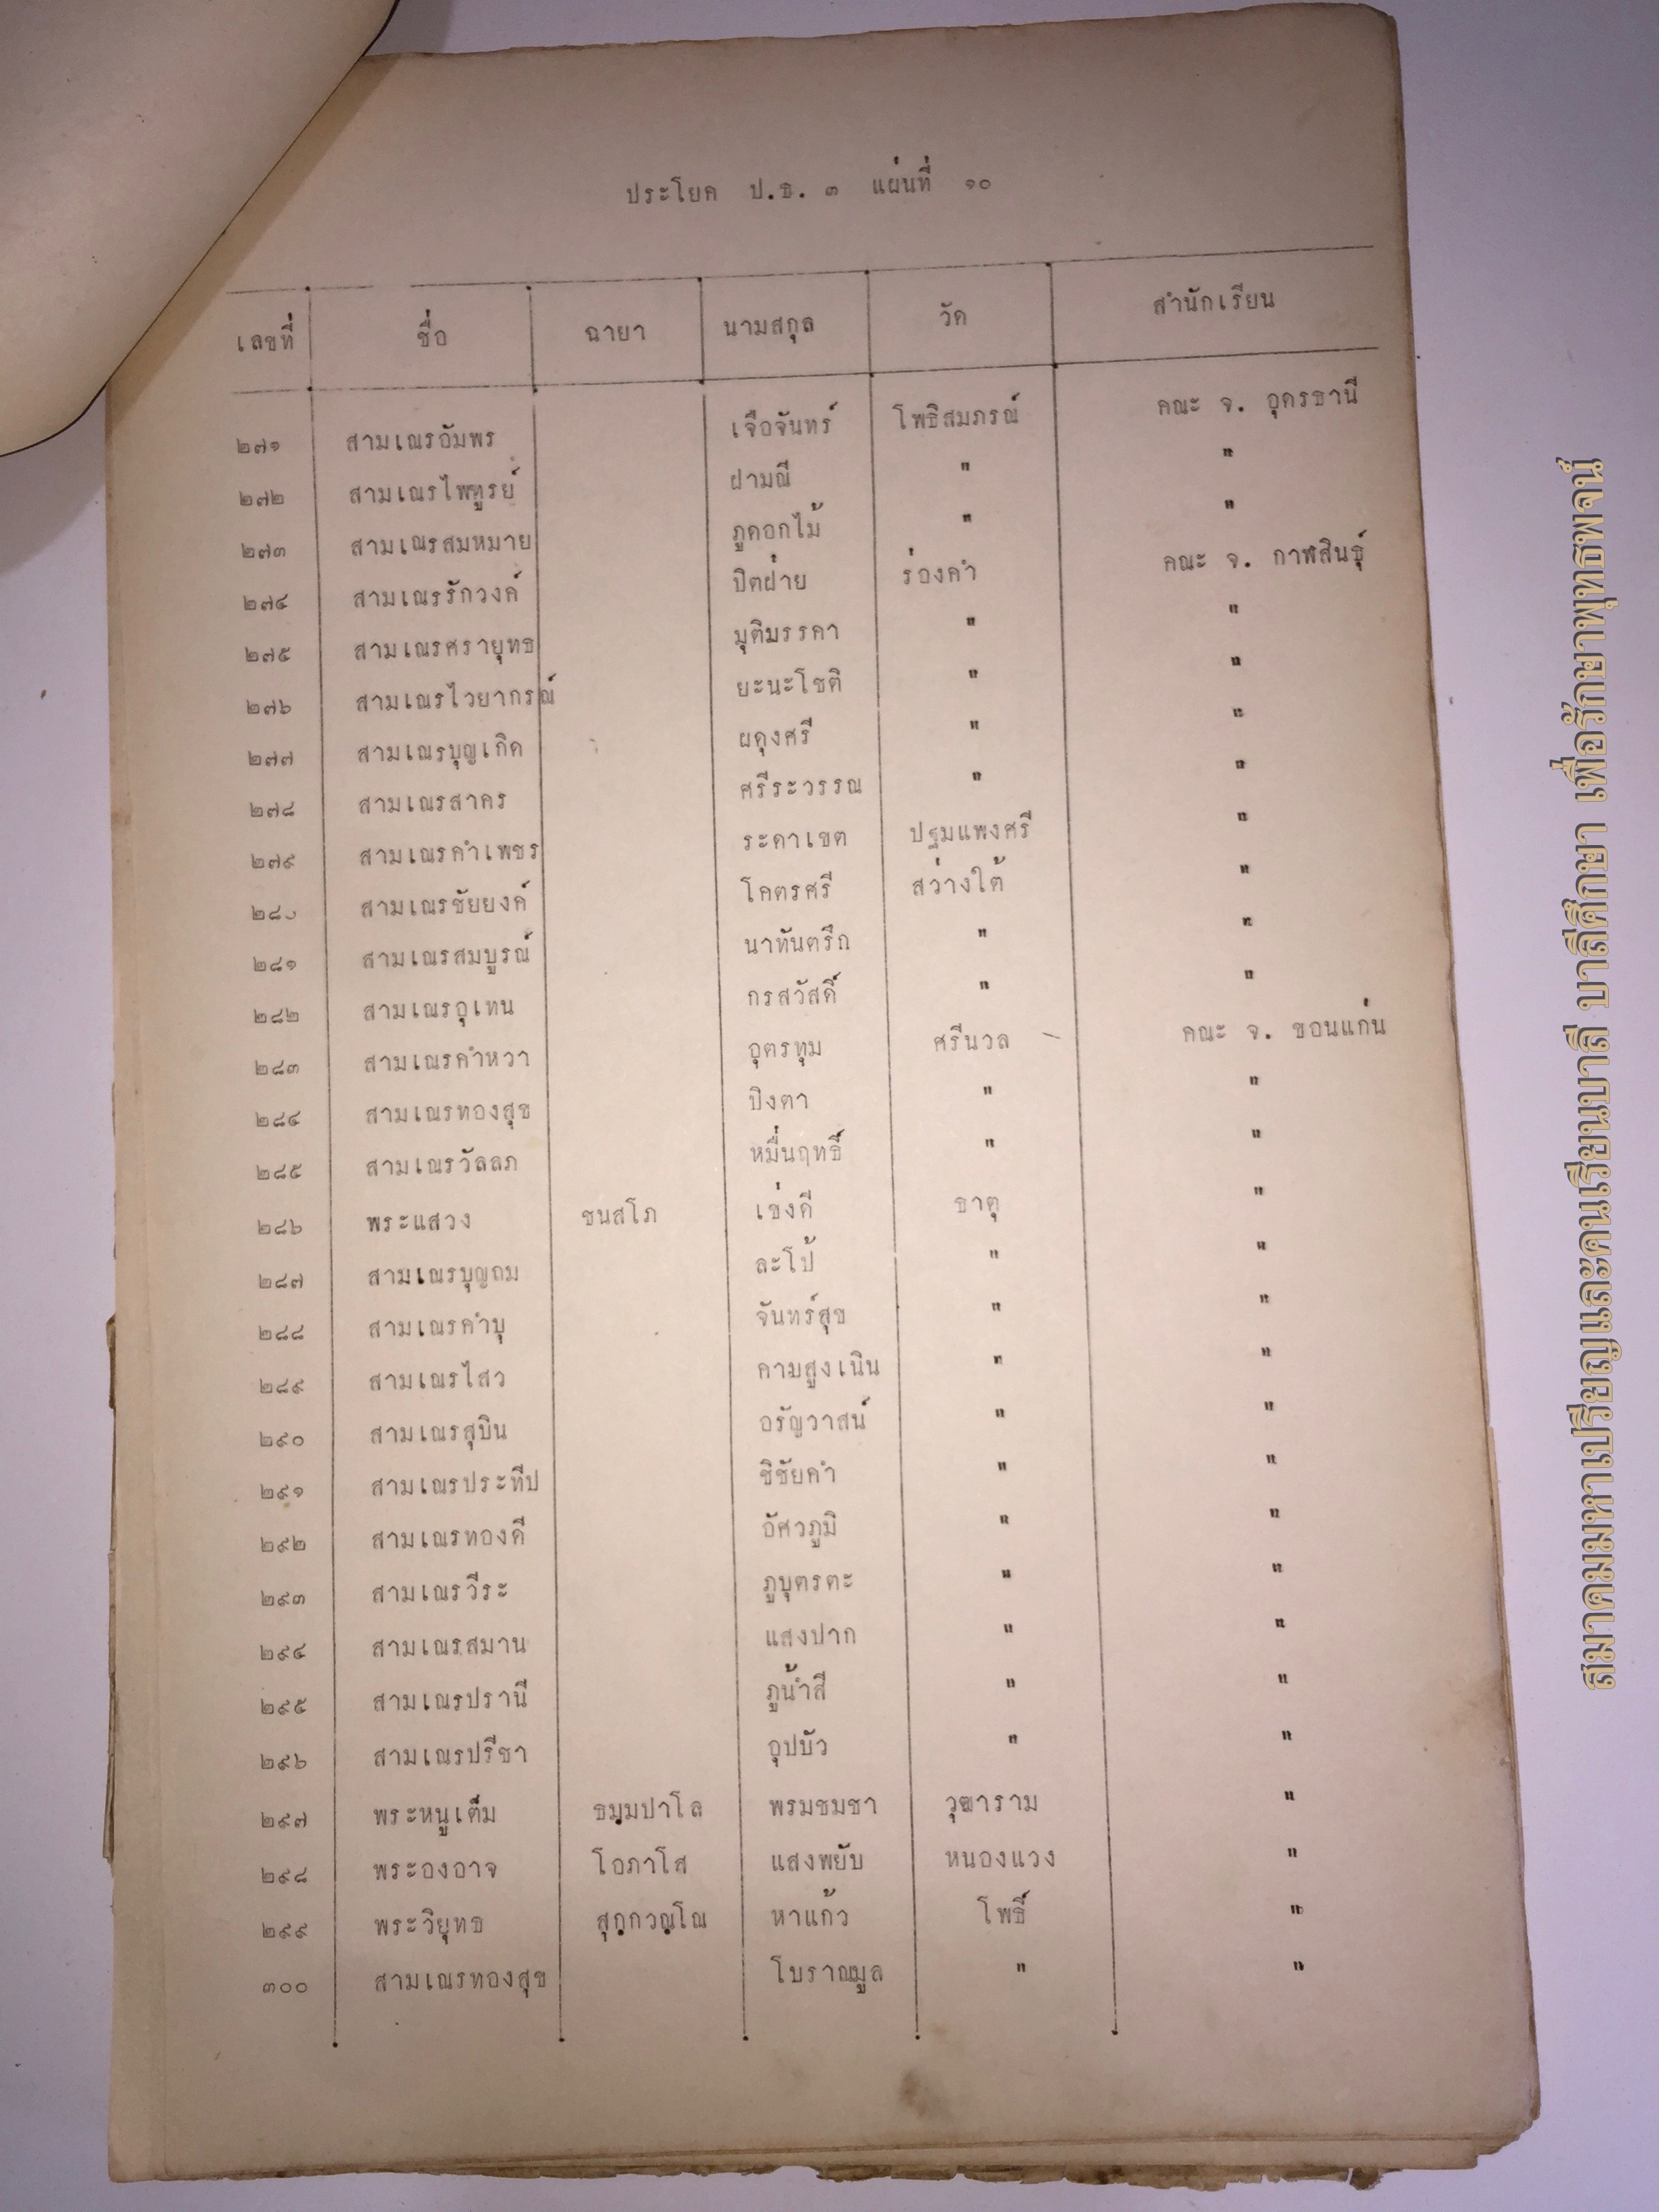 ประโยค ป.ธ. ๓ แผ่นที่ ๑๐
เลขที่ ชื่อ ฉายา นามสกุล วัด สำนักเรียน
๒๗๑ สามเณรอัมพร เจือจันทร์ โพธิสมภรณ์ คณะ จ. อุดรธานี
๒๗๒ สามเณรไพฑูรย์ ฝามณี " "
๒๗๓ สามเณรสมหมาย ภูดอกไม้ " "
๒๗๔ สามเณรรักวงค์ ปิตฝ่าย ร่องคำ คณะ จ. กาฬสินธุ์
๒๗๕ สามเณรศรายุทธ มุติมรรคา " "
๒๗๖ สามเณรไวยากรณ์ ยะนะโชติ " "
๒๗๗ สามเณรบุญเกิด ผดุงศรี " "
๒๗๘ สามเณรสาคร ศรีระวรรณ " "
๒๗๙ สามเณรคำเพชร ระดาเขต ปฐมแพงศรี "
๒๘๐ สามเณรชัยยงค์ โคตรศรี สว่างใต้ "
๒๘๑ สามเณรสมบูรณ์ นาทันตรึก " "
๒๘๒ สามเณรอุเทน กรสวัสดิ์ " "
๒๘๓ สามเณรคำหวา อุตรทุม ศรีนวล คณะ จ. ขอนแก่น
๒๘๔ สามเณรทองสุข ปิงตา " "
๒๘๕ สามเณรวัลลภ หมื่นฤทธิ์ " "
๒๘๖ พระแสวง ชนสโภ เข่งดี ธาตุ "
๒๘๗ สามเณรบุญถม ละโป้ " "
๒๘๘ สามเณรคำบุ จันทร์สุข " "
๒๘๙ สามเณรไสว คามสูงเนิน " "
๒๙๐ สามเณรสุบิน อรัญวาสน์ " "
๒๙๑ สามเณรประทีป ชิชัยคำ " "
๒๙๒ สามเณรทองดี อัศวภูมิ " "
๒๙๓ สามเณรวีระ ภูบุตรตะ " "
๒๙๔ สามเณรสมาน แสงปาก " "
๒๙๕ สามเณรปรานี ภูน้ำสี " "
๒๙๖ สามเณรปรีชา อุปบัว " "
๒๙๗ พระหนูเต็ม ธมฺมปาโล พรมชมชา วุฒาราม "
๒๙๘ พระองอาจ โอภาโส แสงพยับ หนองแวง "
๒๙๙ พระวิยุทธ สุกฺกวณฺโณ หาแก้ว โพธิ์ "
๓๐๐ สามเณรทองสุข โบราณมูล " "
สมาคมมหาเปรียญและคนเรียนบาลี บาลีศึกษา เพื่อรักษาพุทธพจน์